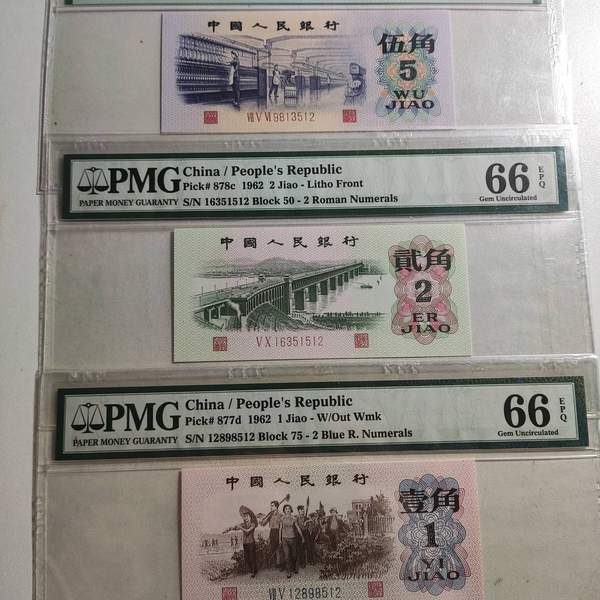 中國人民銀行
伍角
5
WU
JIAO
ⅧⅤⅥ9813512
PMG
PAPER MONEY GUARANTY
China / People's Republic
Pick# 878c 1962 2 Jiao - Litho Front
S/N 16351512 Block 50 - 2 Roman Numerals
66 EPQ
Gem Uncirculated
中國人民銀行
貳角
2
ER
JIAO
ⅤⅩ16351512
PMG
PAPER MONEY GUARANTY
China / People's Republic
Pick# 877d 1962 1 Jiao - W/Out Wmk
S/N 12898512 Block 75 - 2 Blue R. Numerals
66 EPQ
Gem Uncirculated
中國人民銀行
壹角
1
YI
JIAO
ⅦⅤ12898512